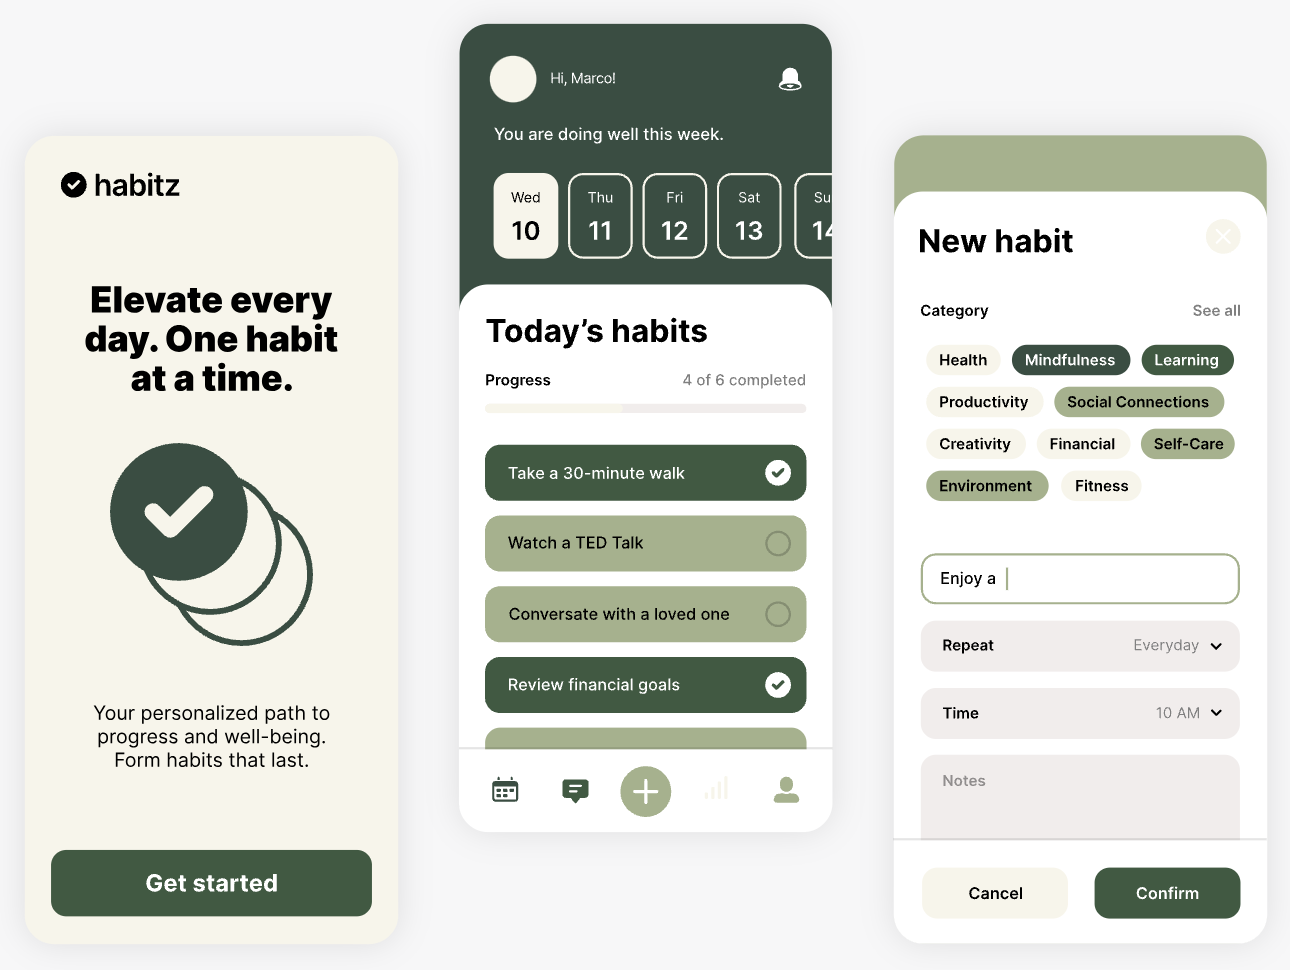 habitz
Elevate every
day. One habit
at a time.
Your personalized path to
progress and well-being.
Form habits that last.
Get started
Hi, Marco!
You are doing well this week.
Wed Thu Fri Sat Su
10 11 12 13 14
Today’s habits
Progress 4 of 6 completed
Take a 30-minute walk
Watch a TED Talk
Conversate with a loved one
Review financial goals
New habit
Category See all
Health Mindfulness Learning
Productivity Social Connections
Creativity Financial Self-Care
Environment Fitness
Enjoy a
Repeat Everyday
Time 10 AM
Notes
Cancel Confirm